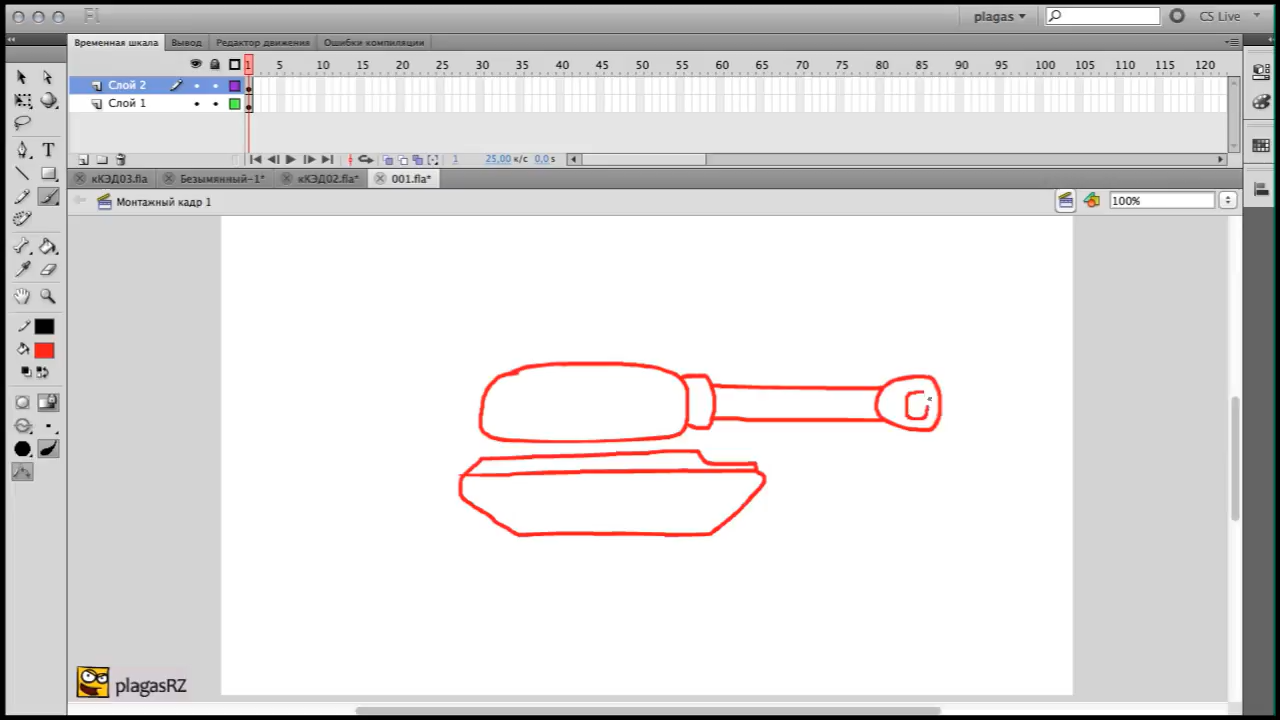 Fl plagas CS Live
Временная шкала Вывод Редактор движения Ошибки компиляции
1 5 10 15 20 25 30 35 40 45 50 55 60 65 70 75 80 85 90 95 100 105 110 115 120
Слой 2
Слой 1
1 25,00 к/с 0,0 s
кКЭД03.fla Безымянный-1* кКЭД02.fla* 001.fla*
Монтажный кадр 1 100%
T
plagasRZ